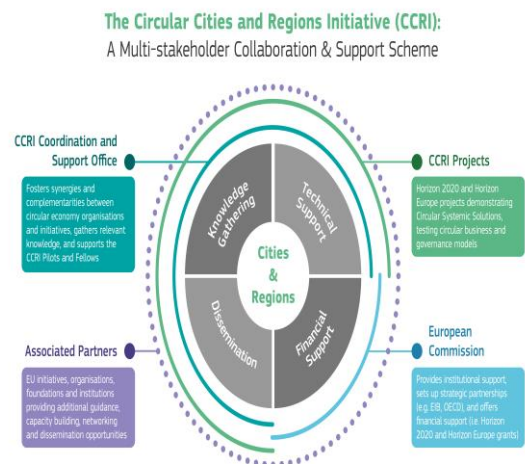 The Circular Cities and Regions Initiative (CCRI):
A Multi-stakeholder Collaboration & Support Scheme
CCRI Coordination and
Support Office
Fosters synergies and
complementarities between
circular economy organisations
and initiatives, gathers relevant
knowledge, and supports the
CCRI Pilots and Fellows
CCRI Projects
Horizon 2020 and Horizon
Europe projects demonstrating
Circular Systemic Solutions,
testing circular business and
governance models
Knowledge
Gathering
Technical
Support
Cities
&
Regions
Dissemination
Financial
Support
Associated Partners
EU initiatives, organisations,
foundations and institutions
providing additional guidance,
capacity building, networking
and dissemination opportunities
European
Commission
Provides institutional support,
sets up strategic partnerships
(e.g. EIB, OECD), and offers
financial support (i.e. Horizon
2020 and Horizon Europe grants)